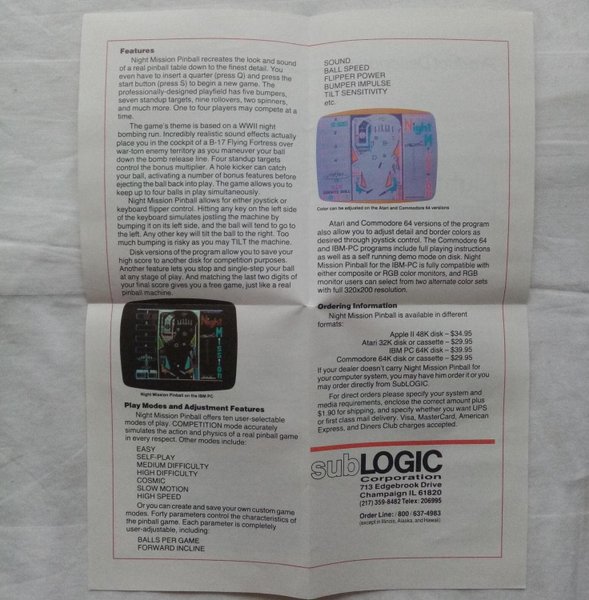 Features
Night Mission Pinball recreates the look and sound
of a real pinball table down to the finest detail. You
even have to insert a quarter (press Q) and press the
start button (press S) to begin a new game. The
professionally-designed playfield has five bumpers,
seven standup targets, nine rollovers, two spinners,
and much more. One to four players may compete at a
time.
The game's theme is based on a WWII night
bombing run. Incredibly realistic sound effects actually
place you in the cockpit of a B-17 Flying Fortress over
war-torn enemy territory as you maneuver your ball
down the bomb release line. Four standup targets
control the bonus multiplier. A hole kicker can catch
your ball, activating a number of bonus features before
ejecting the ball back into play. The game allows you to
keep up to four balls in play simultaneously.
Night Mission Pinball allows for either joystick or
keyboard flipper control. Hitting any key on the left side
of the keyboard simulates jostling the machine by
bumping it on its left side, and the ball will tend to go to
the left. Any other key will tilt the ball to the right. Too
much bumping is risky as you may TILT the machine.
Disk versions of the program allow you to save your
high score to another disk for competition purposes.
Another feature lets you stop and single-step your ball
at any stage of play. And matching the last two digits of
your final score gives you a free game, just like a real
pinball machine.
Night
Mission
Night Mission Pinball on the IBM-PC
Play Modes and Adjustment Features
Night Mission Pinball offers ten user-selectable
modes of play. COMPETITION mode accurately
simulates the action and physics of a real pinball game
in every respect. Other modes include:
EASY
SELF-PLAY
MEDIUM DIFFICULTY
HIGH DIFFICULTY
COSMIC
SLOW MOTION
HIGH SPEED
Or you can create and save your own custom game
modes. Forty parameters control the characteristics of
the pinball game. Each parameter is completely
user-adjustable, including:
BALLS PER GAME
FORWARD INCLINE
SOUND
BALL SPEED
FLIPPER POWER
BUMPER IMPULSE
TILT SENSITIVITY
etc.
Night
Color can be adjusted on the Atari and Commodore 64 versions
Atari and Commodore 64 versions of the program
also allow you to adjust detail and border colors as
desired through joystick control. The Commodore 64
and IBM-PC programs include full playing instructions
as well as a self running demo mode on disk. Night
Mission Pinball for the IBM-PC is fully compatible with
either composite or RGB color monitors, and RGB
monitor users can select from two alternate color sets
with full 320x200 resolution.
Ordering Information
Night Mission Pinball is available in different
formats:
Apple II 48K disk – $34.95
Atari 32K disk or cassette – $29.95
IBM PC 64K disk – $39.95
Commodore 64K disk or cassette – $29.95
If your dealer doesn't carry Night Mission Pinball for
your computer system, you may have him order it or you
may order directly from SubLOGIC.
For direct orders please specify your system and
media requirements, enclose the correct amount plus
$1.90 for shipping, and specify whether you want UPS
or first class mail delivery. Visa, MasterCard, American
Express, and Diners Club charges accepted.
subLOGIC
Corporation
713 Edgebrook Drive
Champaign IL 61820
(217) 359-8482 Telex: 206995
Order Line: (800) 637-4983
(except in Illinois, Alaska, and Hawaii)